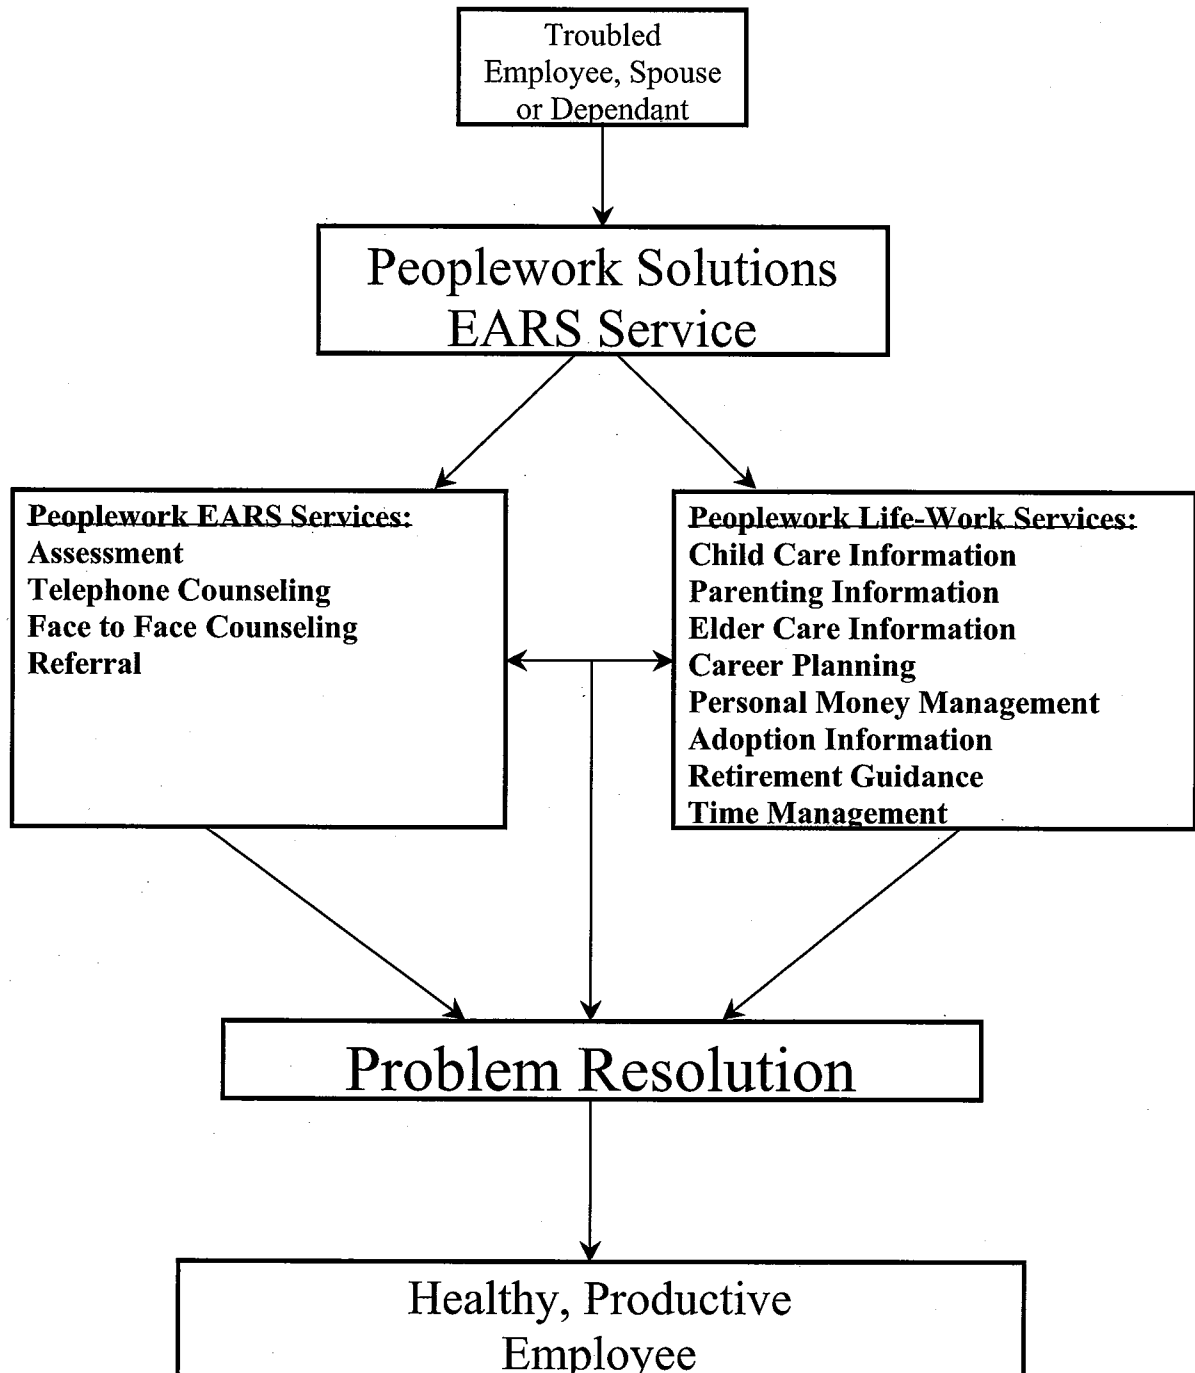 Troubled
Employee, Spouse
or Dependant
Peoplework Solutions
EARS Service
Peoplework EARS Services:
Assessment
Telephone Counseling
Face to Face Counseling
Referral
Peoplework Life-Work Services:
Child Care Information
Parenting Information
Elder Care Information
Career Planning
Personal Money Management
Adoption Information
Retirement Guidance
Time Management
Problem Resolution
Healthy, Productive
Employee